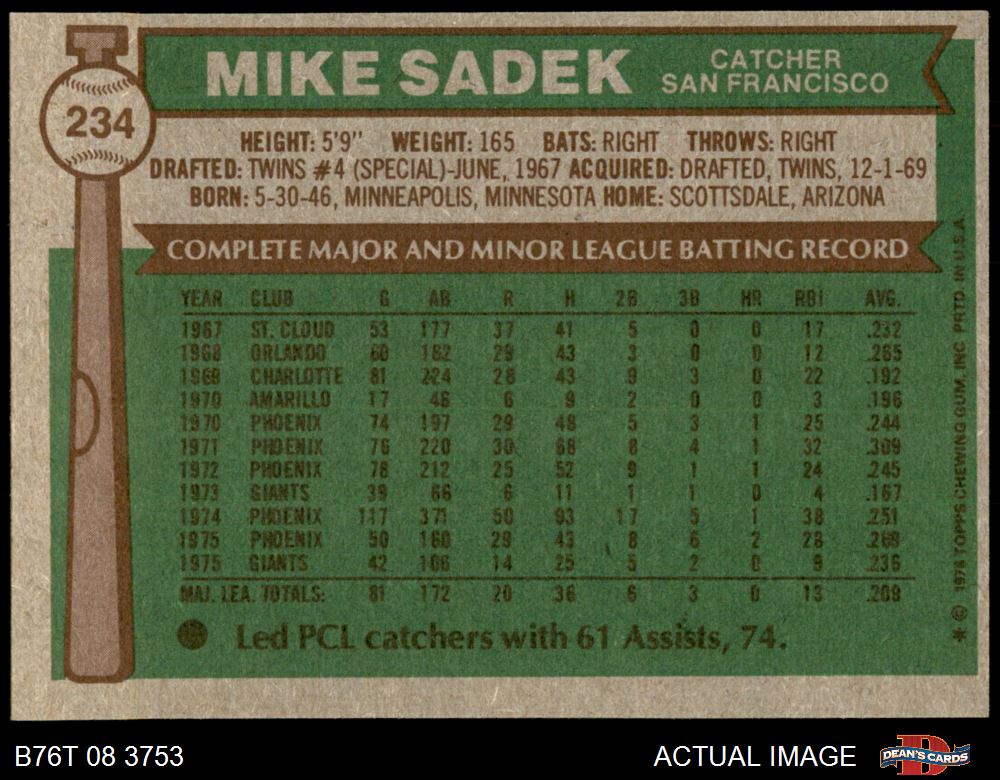 234
MIKE SADEK
CATCHER
SAN FRANCISCO
HEIGHT: 5'9" WEIGHT: 165 BATS: RIGHT THROWS: RIGHT
DRAFTED: TWINS #4 (SPECIAL)-JUNE, 1967 ACQUIRED: DRAFTED, TWINS, 12-1-69
BORN: 5-30-46, MINNEAPOLIS, MINNESOTA HOME: SCOTTSDALE, ARIZONA
COMPLETE MAJOR AND MINOR LEAGUE BATTING RECORD
YEAR CLUB G AB R H 2B 3B HR RBI AVG.
1967 ST. CLOUD 53 177 37 41 5 0 0 17 .232
1968 ORLANDO 60 162 29 43 3 0 0 12 .265
1969 CHARLOTTE 81 224 28 43 9 3 0 22 .192
1970 AMARILLO 17 46 6 9 2 0 0 3 .196
1970 PHOENIX 74 197 29 48 5 3 1 25 .244
1971 PHOENIX 76 220 30 68 8 4 1 32 .309
1972 PHOENIX 78 212 25 52 9 1 1 24 .245
1973 GIANTS 39 66 6 11 1 1 0 4 .167
1974 PHOENIX 117 371 50 93 17 5 1 38 .251
1975 PHOENIX 50 160 29 43 8 6 2 28 .269
1975 GIANTS 42 106 14 25 5 2 0 9 .236
MAJ. LEA. TOTALS: 81 172 20 36 6 3 0 13 .209
Led PCL catchers with 61 Assists, 74.
* © 1976 TOPPS CHEWING GUM, INC. PRTD. IN U.S.A.
B76T 08 3753
ACTUAL IMAGE
DEAN'S CARDS